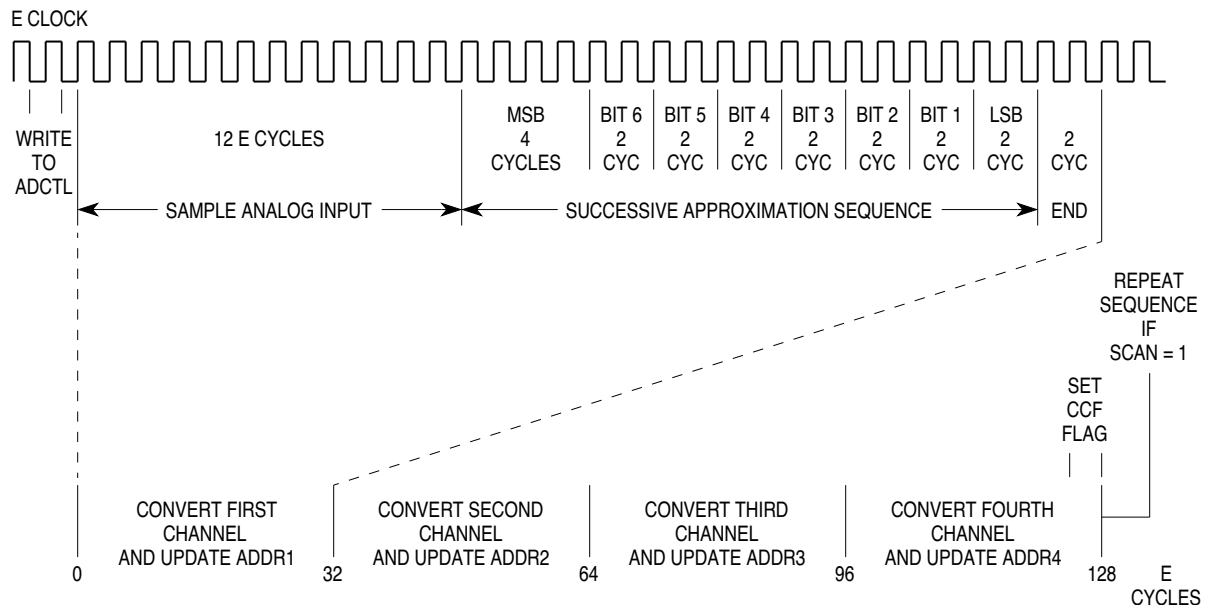 E CLOCK
WRITE
TO
ADCTL
12 E CYCLES
MSB
4
CYCLES
BIT 6
2
CYC
BIT 5
2
CYC
BIT 4
2
CYC
BIT 3
2
CYC
BIT 2
2
CYC
BIT 1
2
CYC
LSB
2
CYC
2
CYC
SAMPLE ANALOG INPUT
SUCCESSIVE APPROXIMATION SEQUENCE
END
REPEAT
SEQUENCE
IF
SCAN = 1
SET
CCF
FLAG
CONVERT FIRST
CHANNEL
AND UPDATE ADDR1
CONVERT SECOND
CHANNEL
AND UPDATE ADDR2
CONVERT THIRD
CHANNEL
AND UPDATE ADDR3
CONVERT FOURTH
CHANNEL
AND UPDATE ADDR4
0
32
64
96
128
E
CYCLES